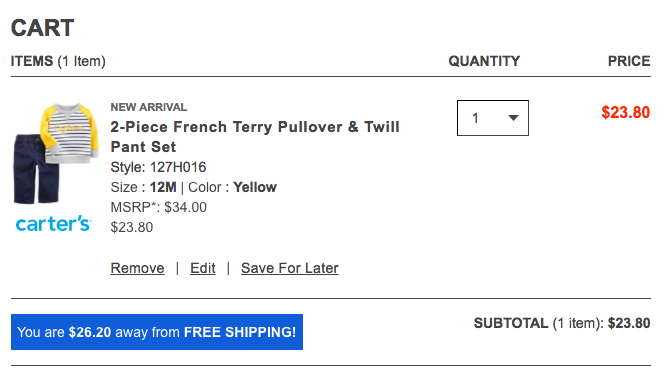 CART
ITEMS (1 Item) QUANTITY PRICE
NEW ARRIVAL
2-Piece French Terry Pullover & Twill
Pant Set
Style: 127H016
Size : 12M | Color : Yellow
MSRP*: $34.00
$23.80
carter's
1
$23.80
Remove | Edit | Save For Later
You are $26.20 away from FREE SHIPPING!
SUBTOTAL (1 item): $23.80